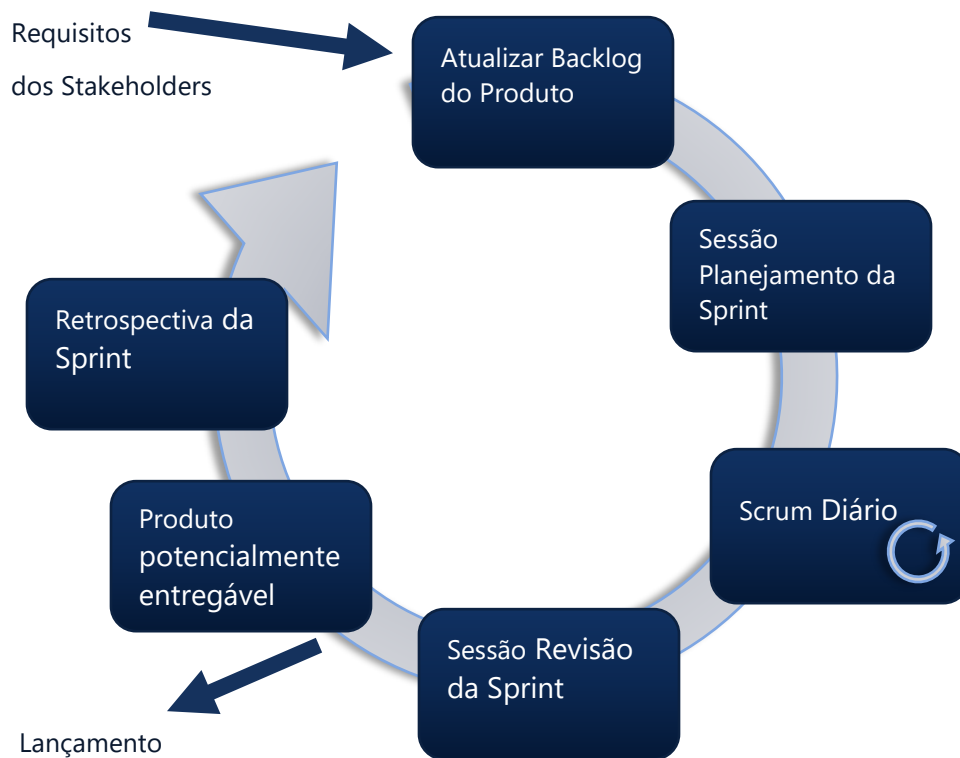 Requisitos
dos Stakeholders
Atualizar Backlog
do Produto
Sessão
Planejamento da
Sprint
Scrum Diário
Sessão Revisão
da Sprint
Produto
potencialmente
entregável
Lançamento
Retrospectiva da
Sprint